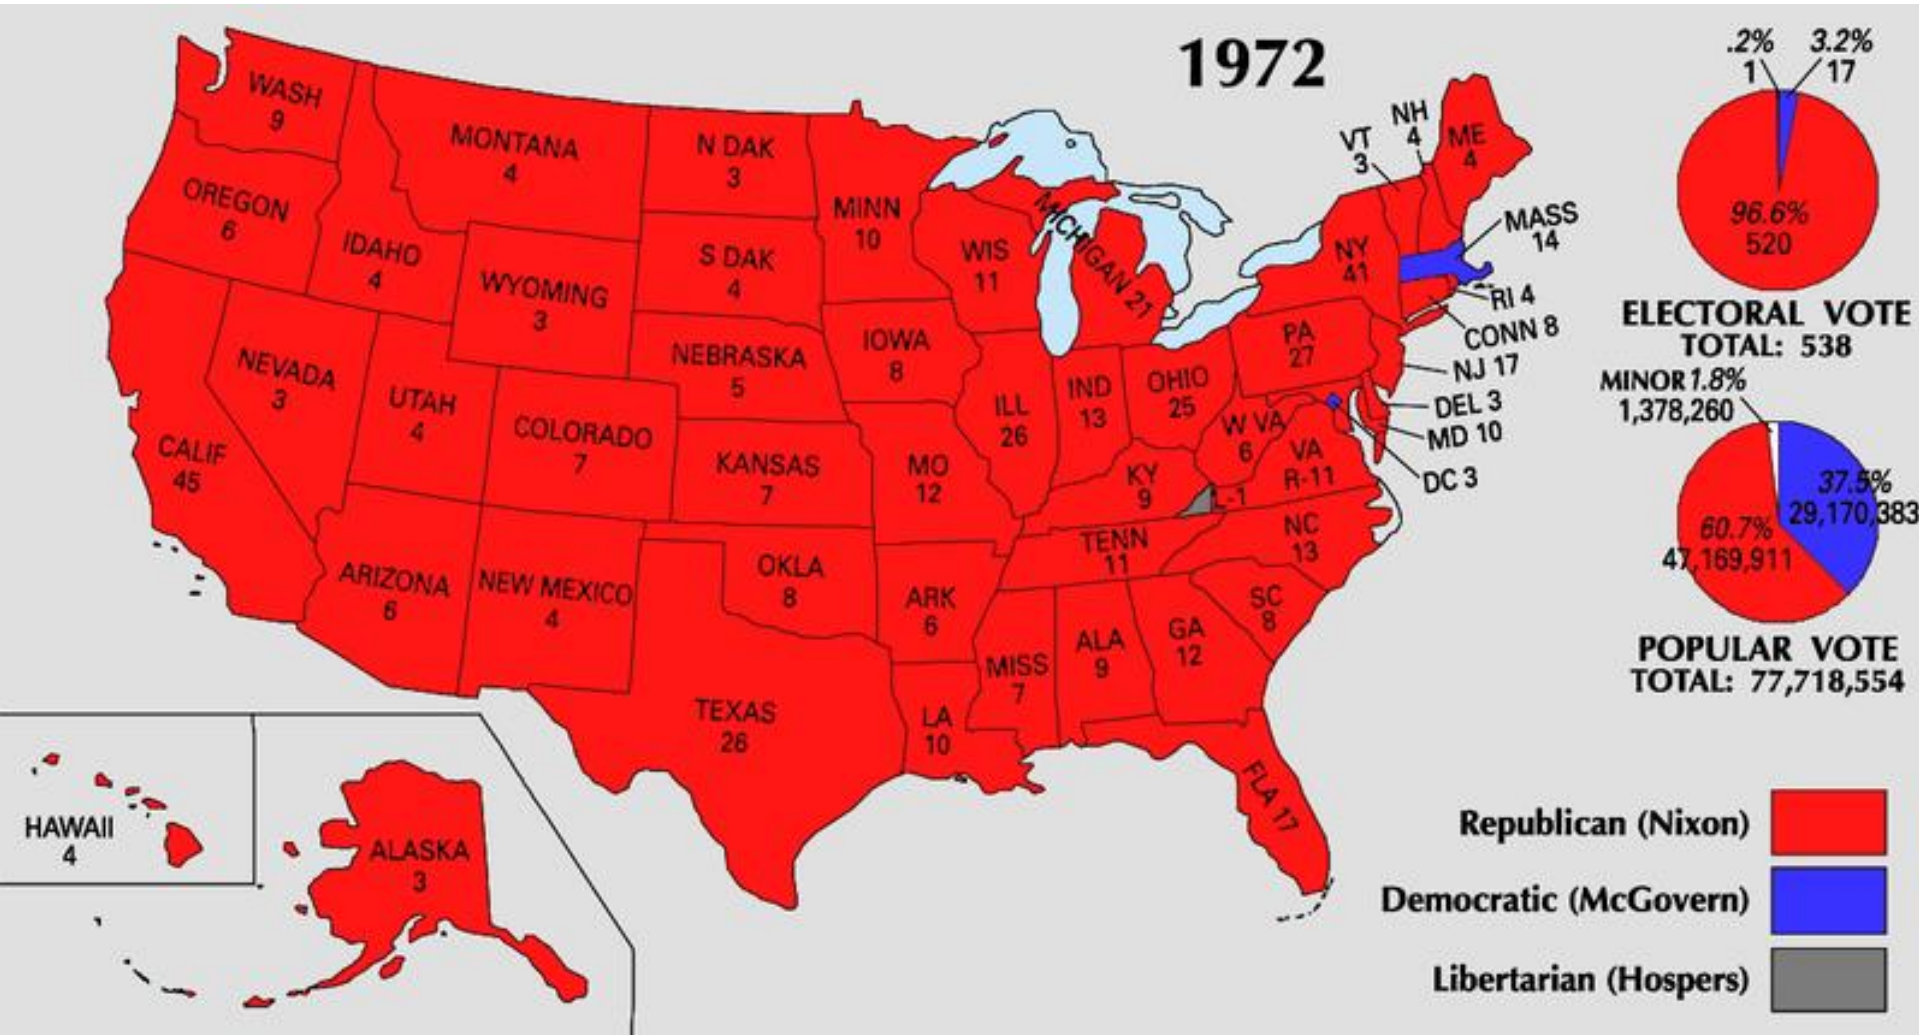 1972
WASH
9
OREGON
6
CALIF
45
NEVADA
3
IDAHO
4
MONTANA
4
WYOMING
3
UTAH
4
COLORADO
7
ARIZONA
6
NEW MEXICO
4
N DAK
3
S DAK
4
NEBRASKA
5
KANSAS
7
OKLA
8
TEXAS
26
MINN
10
IOWA
8
MO
12
ARK
6
LA
10
WIS
11
ILL
26
MICHIGAN 21
IND
13
OHIO
25
KY
9
TENN
11
MISS
7
ALA
9
GA
12
FLA 17
SC
8
NC
13
VA
R-11
L-1
W VA
6
PA
27
NY
41
VT
3
NH
4
ME
4
MASS
14
RI 4
CONN 8
NJ 17
DEL 3
MD 10
DC 3
HAWAII
4
ALASKA
3
.2%
1
3.2%
17
96.6%
520
ELECTORAL VOTE
TOTAL: 538
MINOR 1.8%
1,378,260
37.5%
29,170,383
60.7%
47,169,911
POPULAR VOTE
TOTAL: 77,718,554
Republican (Nixon)
Democratic (McGovern)
Libertarian (Hospers)